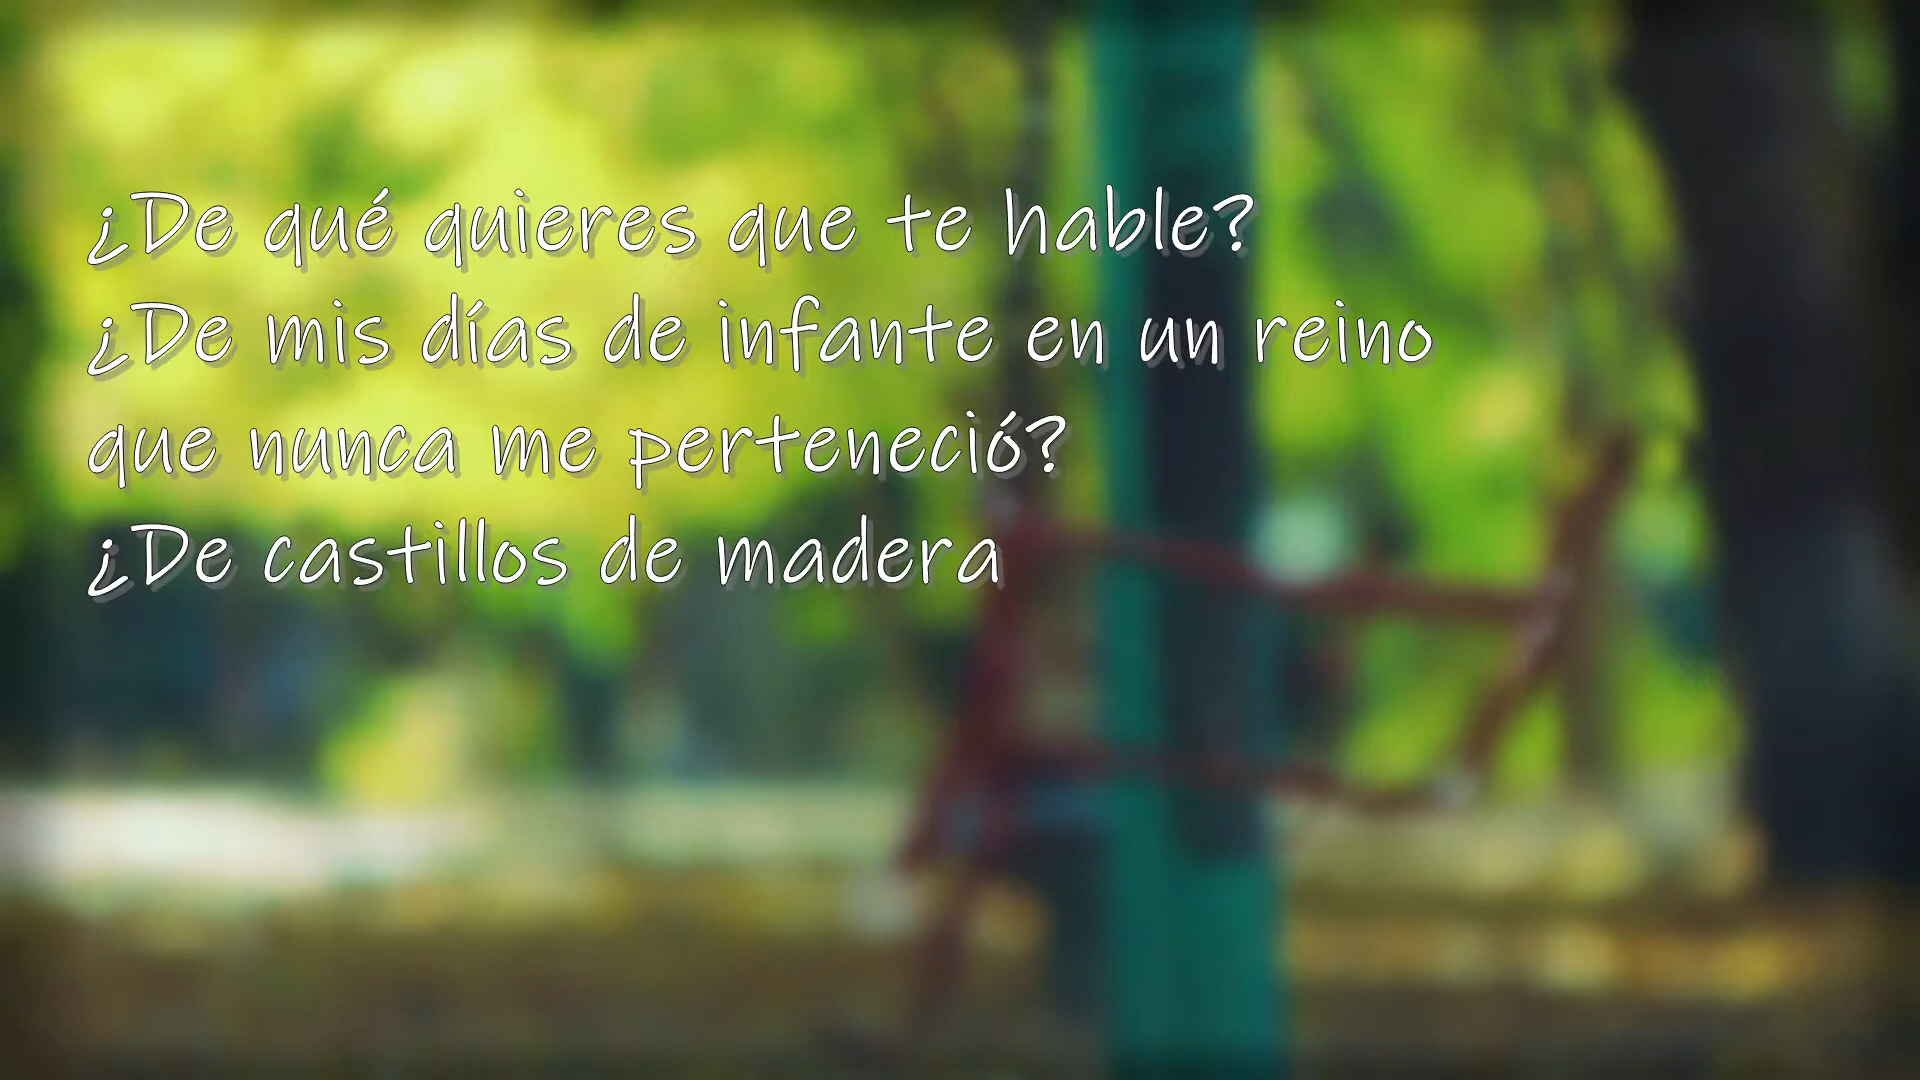 ¿De qué quieres que te hable?
¿De mis días de infante en un reino
que nunca me perteneció?
¿De castillos de madera